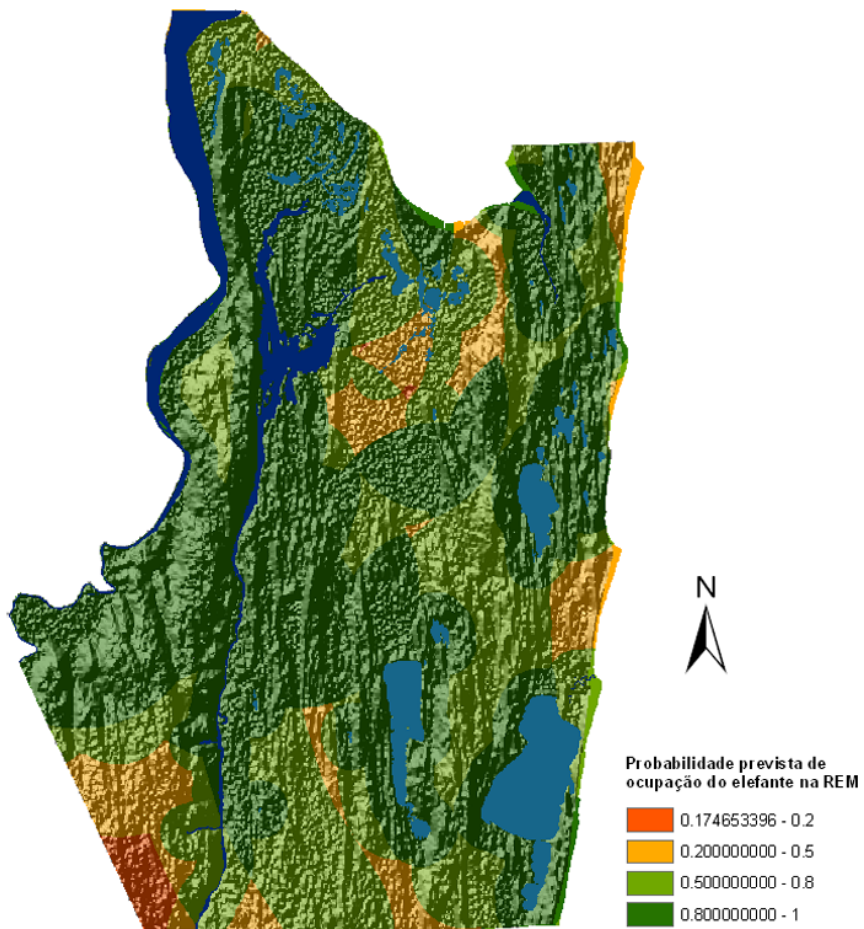 N
Probabilidade prevista de
ocupação do elefante na REM
0.174653396 - 0.2
0.200000000 - 0.5
0.500000000 - 0.8
0.800000000 - 1